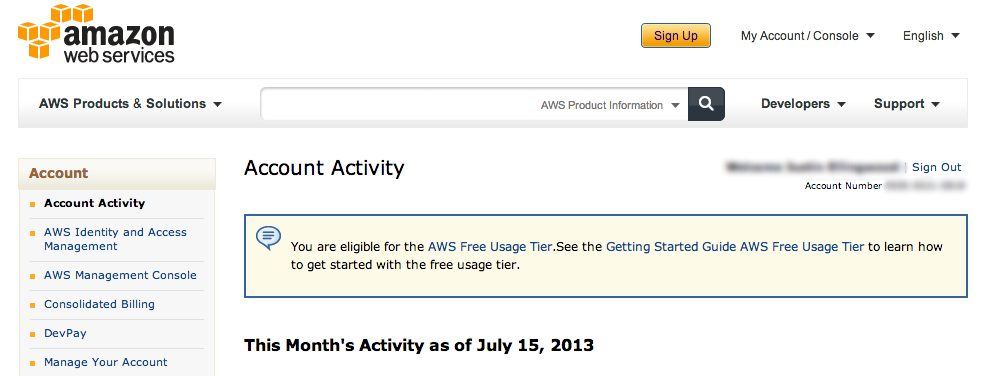 amazon
web services
Sign Up
My Account / Console
English
AWS Products & Solutions
AWS Product Information
Developers
Support
Account
Account Activity
AWS Identity and Access
Management
AWS Management Console
Consolidated Billing
DevPay
Manage Your Account
Account Activity
| Sign Out
Account Number
You are eligible for the AWS Free Usage Tier.See the Getting Started Guide AWS Free Usage Tier to learn how
to get started with the free usage tier.
This Month's Activity as of July 15, 2013